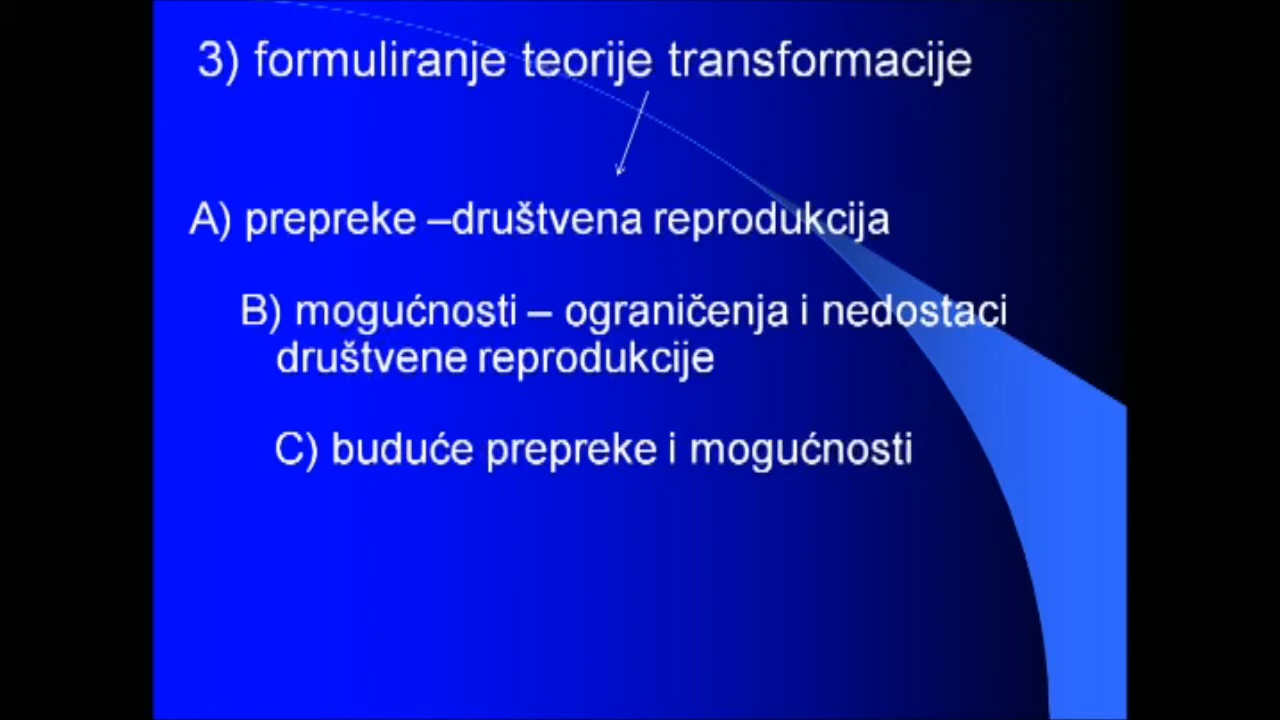 3) formuliranje teorije transformacije
A) prepreke –društvena reprodukcija
B) mogućnosti – ograničenja i nedostaci
društvene reprodukcije
C) buduće prepreke i mogućnosti